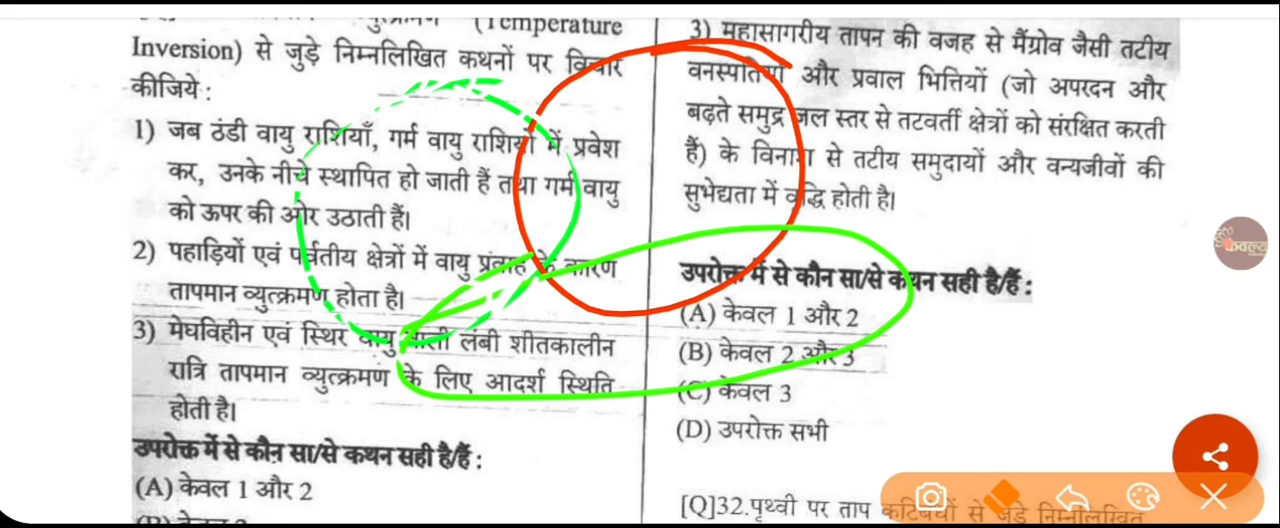 (Temperature
Inversion) से जुड़े निम्नलिखित कथनों पर विचार
कीजिये :
1) जब ठंडी वायु राशियाँ, गर्म वायु राशियों में प्रवेश
कर, उनके नीचे स्थापित हो जाती हैं तथा गर्म वायु
को ऊपर की ओर उठाती हैं।
2) पहाड़ियों एवं पर्वतीय क्षेत्रों में वायु प्रवाह के कारण
तापमान व्युत्क्रमण होता है।
3) मेघविहीन एवं स्थिर वायु वाली लंबी शीतकालीन
रात्रि तापमान व्युत्क्रमण के लिए आदर्श स्थिति
होती है।
उपरोक्त में से कौन सा/से कथन सही है/हैं :
(A) केवल 1 और 2
3) महासागरीय तापन की वजह से मैंग्रोव जैसी तटीय
वनस्पतियों और प्रवाल भित्तियों (जो अपरदन और
बढ़ते समुद्र जल स्तर से तटवर्ती क्षेत्रों को संरक्षित करती
हैं) के विनाश से तटीय समुदायों और वन्यजीवों की
सुभेद्यता में वृद्धि होती है।
उपरोक्त में से कौन सा/से कथन सही है/हैं :
(A) केवल 1 और 2
(B) केवल 2 और 3
(C) केवल 3
(D) उपरोक्त सभी
[Q]32.पृथ्वी पर ताप कटिबंधों से जुड़े निम्नलिखित
कैवल्य